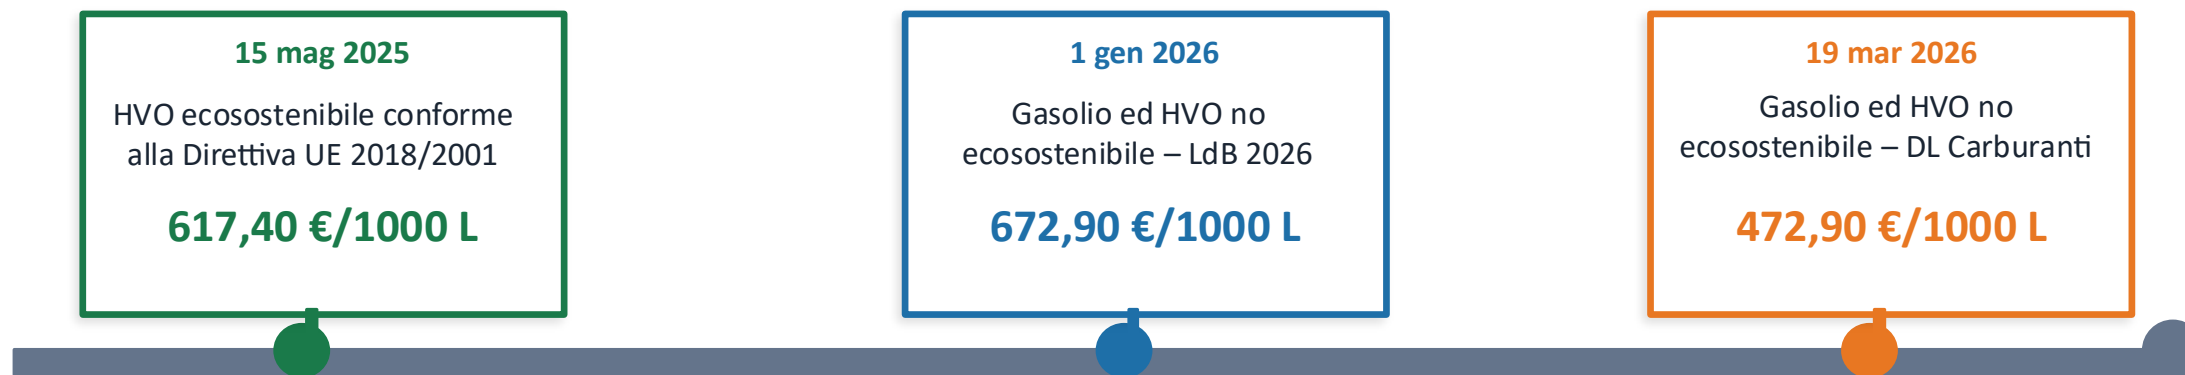 15 mag 2025
HVO ecosostenibile conforme
alla Direttiva UE 2018/2001
617,40 €/1000 L
1 gen 2026
Gasolio ed HVO no
ecosostenibile – LdB 2026
672,90 €/1000 L
19 mar 2026
Gasolio ed HVO no
ecosostenibile – DL Carburanti
472,90 €/1000 L